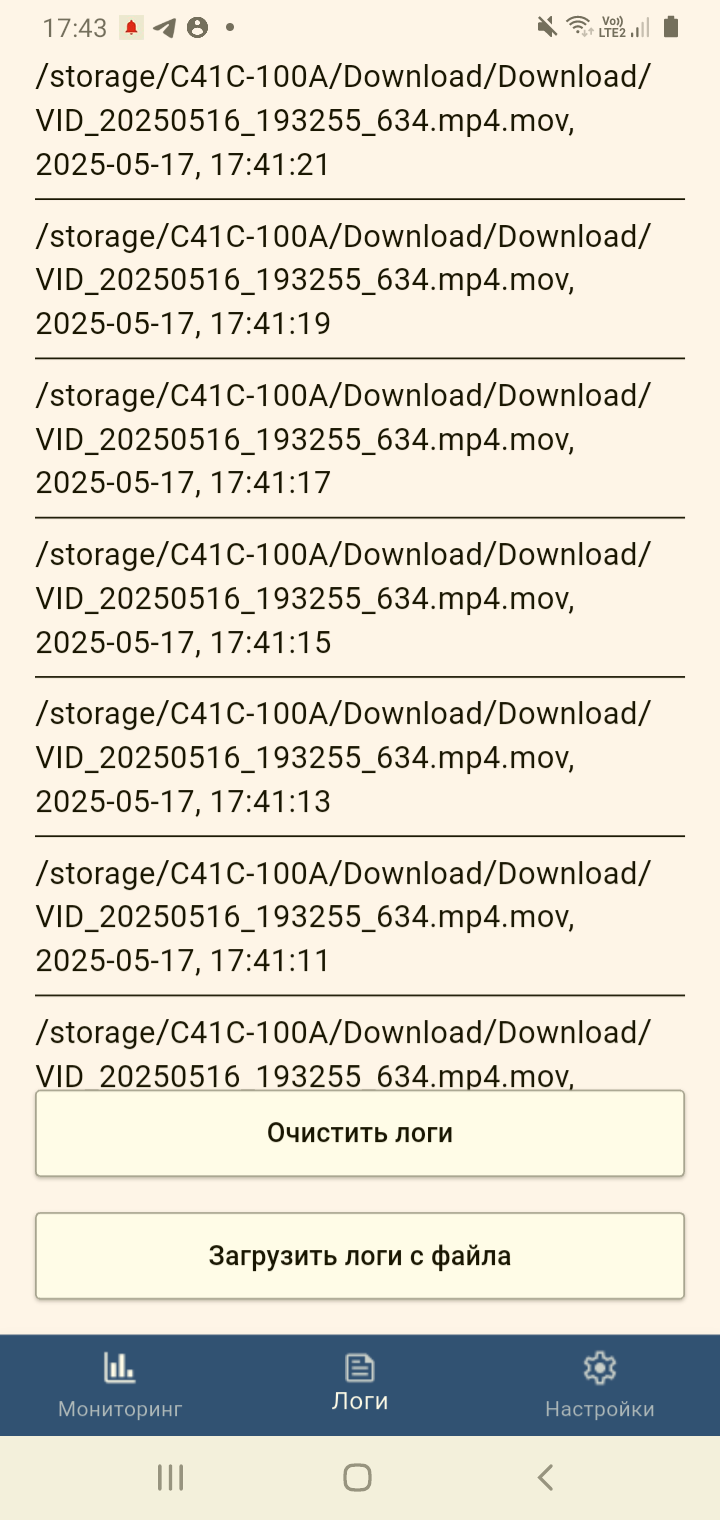 17:43
Vo))
LTE2
/storage/C41C-100A/Download/Download/
VID_20250516_193255_634.mp4.mov,
2025-05-17, 17:41:21
/storage/C41C-100A/Download/Download/
VID_20250516_193255_634.mp4.mov,
2025-05-17, 17:41:19
/storage/C41C-100A/Download/Download/
VID_20250516_193255_634.mp4.mov,
2025-05-17, 17:41:17
/storage/C41C-100A/Download/Download/
VID_20250516_193255_634.mp4.mov,
2025-05-17, 17:41:15
/storage/C41C-100A/Download/Download/
VID_20250516_193255_634.mp4.mov,
2025-05-17, 17:41:13
/storage/C41C-100A/Download/Download/
VID_20250516_193255_634.mp4.mov,
2025-05-17, 17:41:11
/storage/C41C-100A/Download/Download/
VID_20250516_193255_634.mp4.mov,
Очистить логи
Загрузить логи с файла
Мониторинг
Логи
Настройки